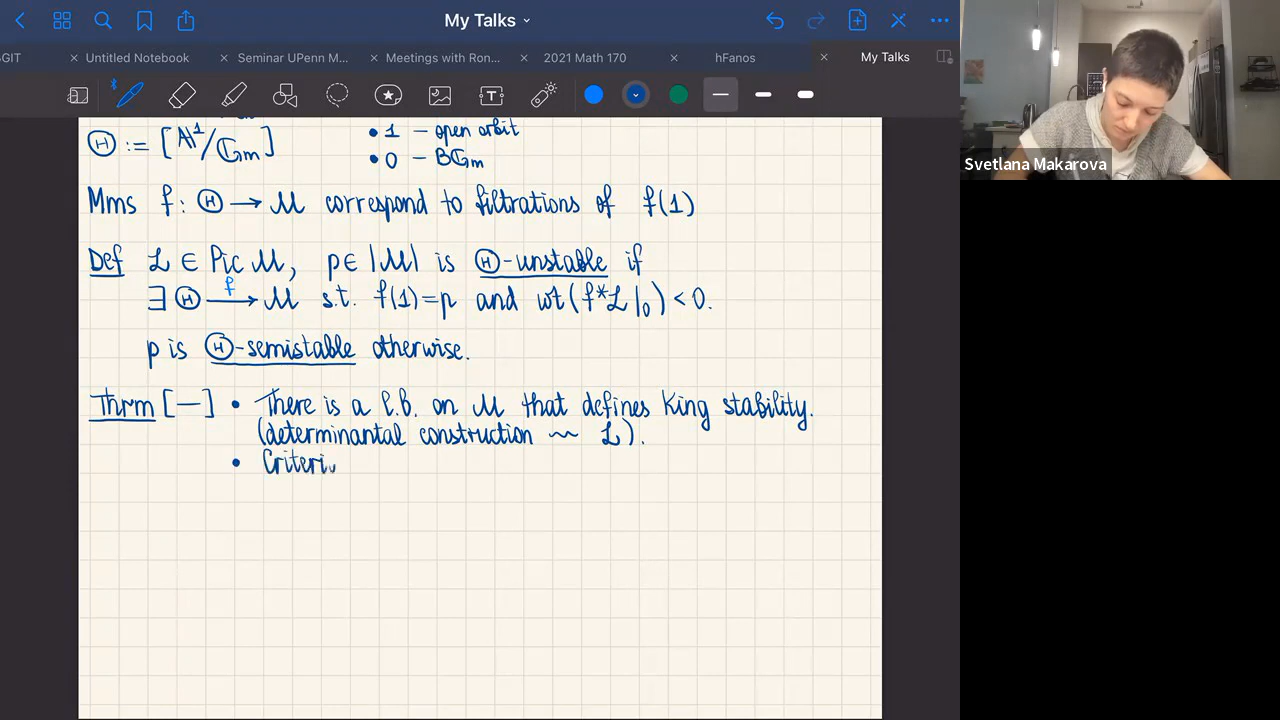 My Talks
GIT
Untitled Notebook
Seminar UPenn M...
Meetings with Ron...
2021 Math 170
hFanos
My Talks
Svetlana Makarova
Ⓗ := [A¹/𝔾m]
• 1 – open orbit
• 0 – B𝔾m
Mms f: Ⓗ → ℳ correspond to filtrations of f(1)
Def ℒ ∈ Pic ℳ, p ∈ |ℳ| is Ⓗ-unstable if
∃ Ⓗ →f ℳ s.t. f(1)=p and wt(f*ℒ|₀) < 0.
p is Ⓗ-semistable otherwise.
Thrm [—] • There is a l.b. on ℳ that defines King stability.
(determinantal construction ⁓ ℒ).
• Criteri